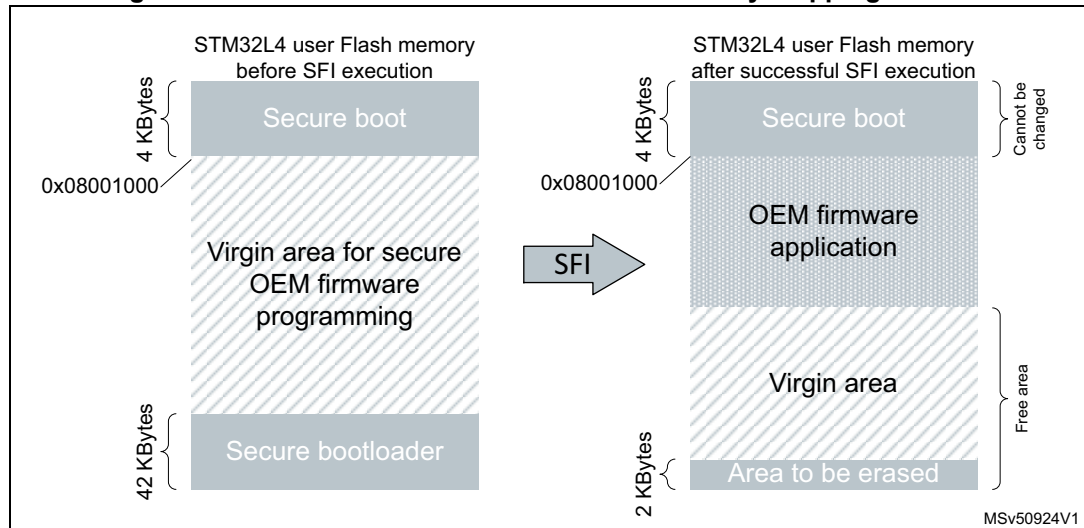 STM32L4 user Flash memory
before SFI execution
4 KBytes
Secure boot
0x08001000
Virgin area for secure
OEM firmware
programming
42 KBytes
Secure bootloader
SFI
STM32L4 user Flash memory
after successful SFI execution
4 KBytes
Secure boot
Cannot be
changed
0x08001000
OEM firmware
application
Virgin area
Free area
2 KBytes
Area to be erased
MSv50924V1